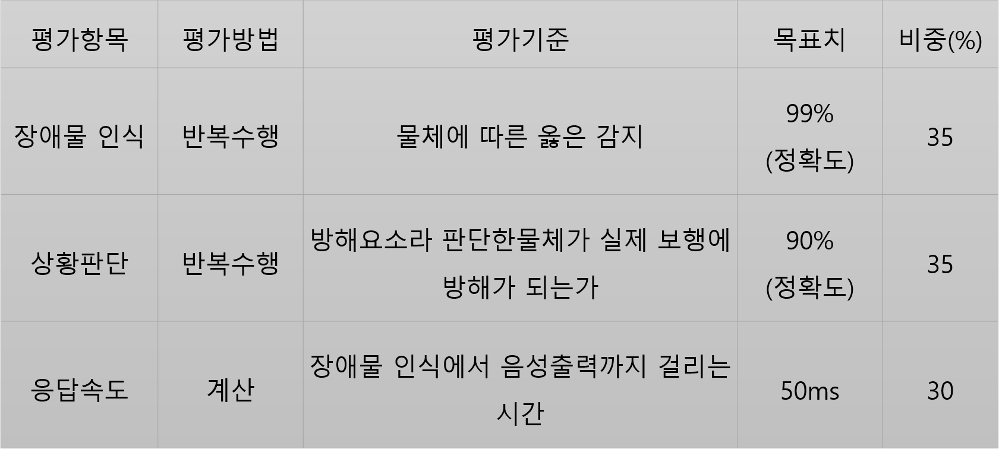 평가항목 평가방법 평가기준 목표치 비중(%)
장애물 인식 반복수행 물체에 따른 옳은 감지 99% (정확도) 35
상황판단 반복수행 방해요소라 판단한물체가 실제 보행에 방해가 되는가 90% (정확도) 35
응답속도 계산 장애물 인식에서 음성출력까지 걸리는 시간 50ms 30